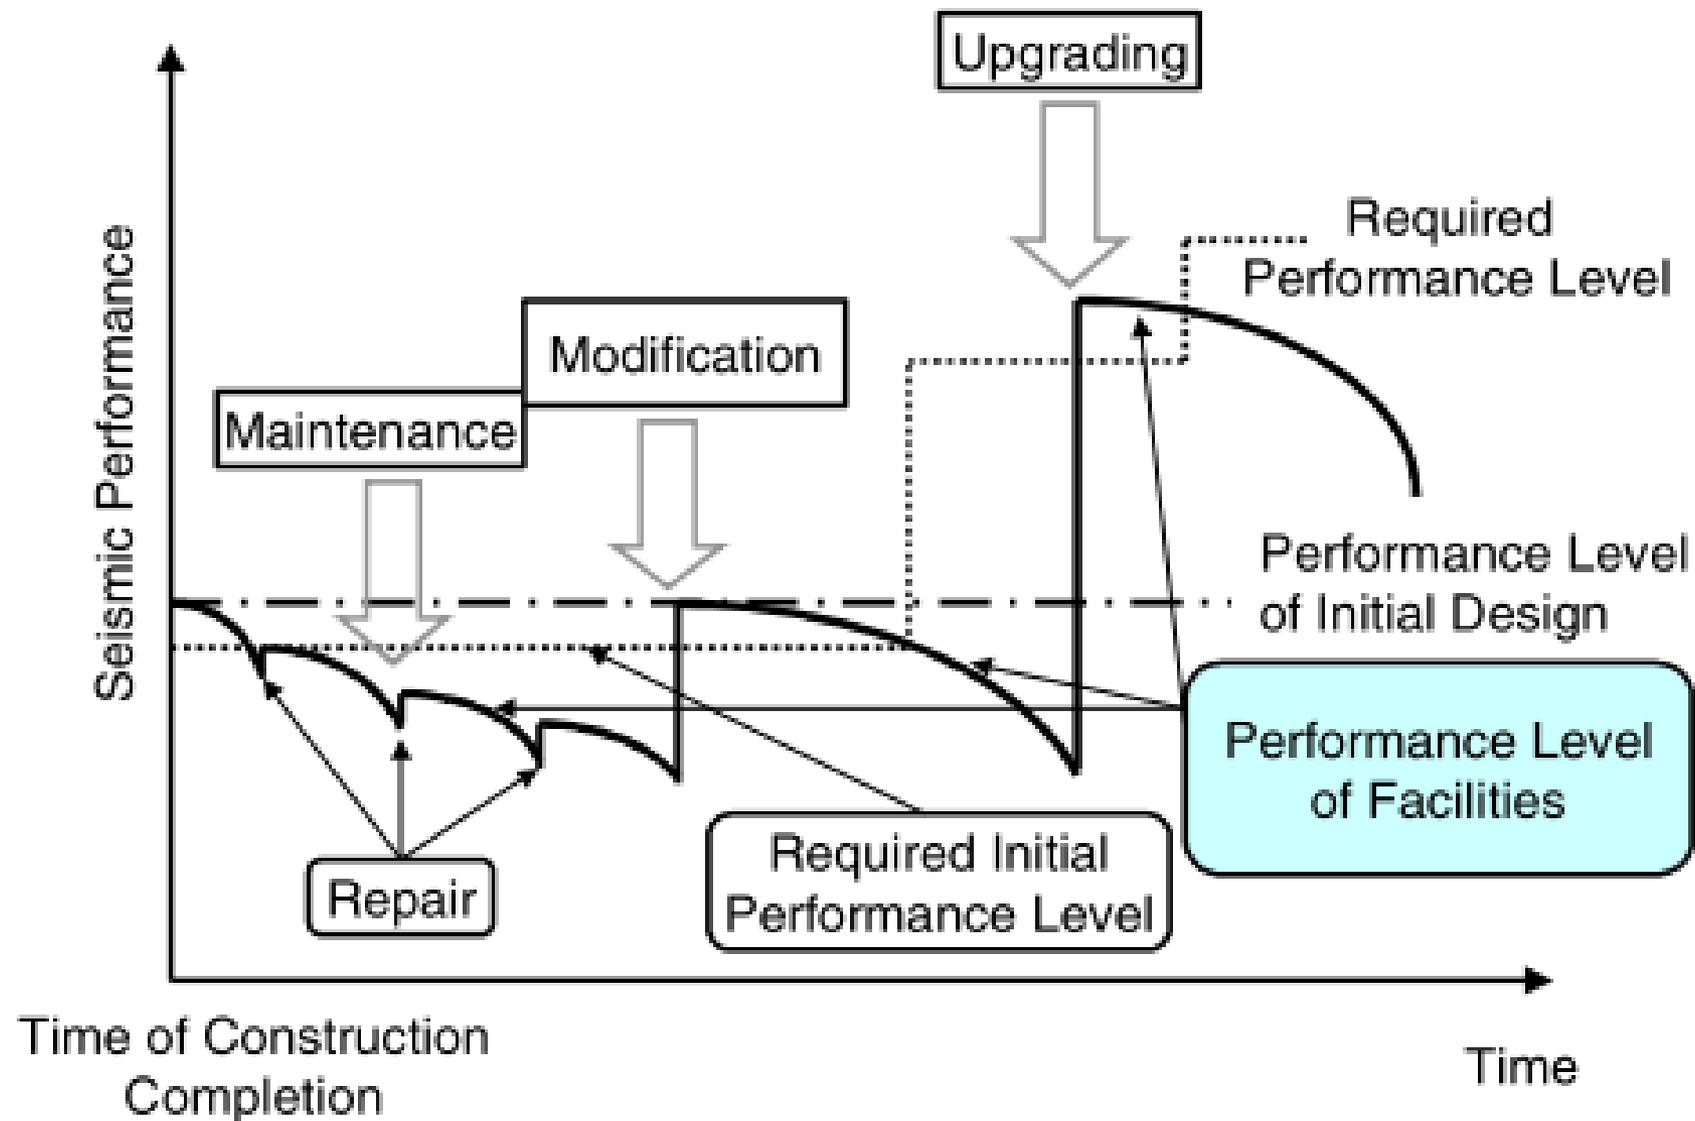 Upgrading
Required
Performance Level
Modification
Maintenance
Seismic Performance
Performance Level
of Initial Design
Performance Level
of Facilities
Required Initial
Performance Level
Repair
Time of Construction
Completion
Time